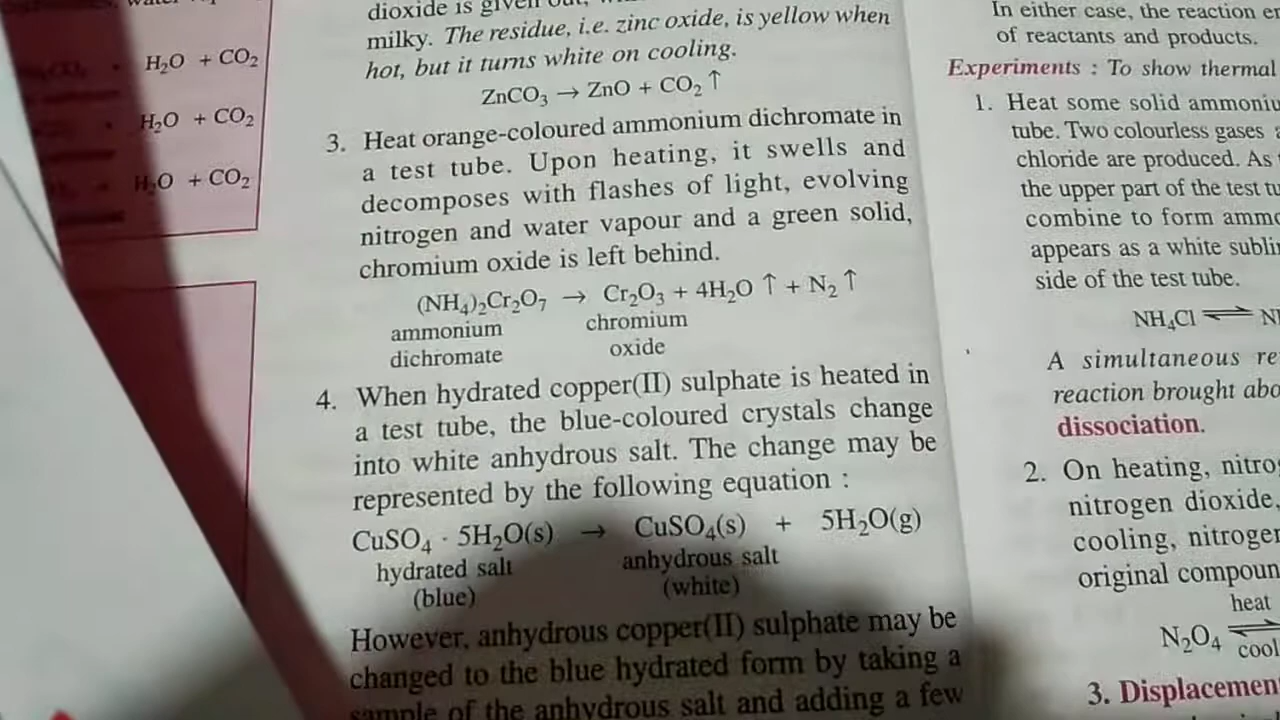 H₂O + CO₂
H₂O + CO₂
H₂O + CO₂
dioxide is given out,
milky. The residue, i.e. zinc oxide, is yellow when
hot, but it turns white on cooling.
ZnCO₃ → ZnO + CO₂ ↑
3. Heat orange-coloured ammonium dichromate in
a test tube. Upon heating, it swells and
decomposes with flashes of light, evolving
nitrogen and water vapour and a green solid,
chromium oxide is left behind.
(NH₄)₂Cr₂O₇ → Cr₂O₃ + 4H₂O ↑ + N₂ ↑
ammonium chromium
dichromate oxide
4. When hydrated copper(II) sulphate is heated in
a test tube, the blue-coloured crystals change
into white anhydrous salt. The change may be
represented by the following equation :
CuSO₄ · 5H₂O(s) → CuSO₄(s) + 5H₂O(g)
hydrated salt anhydrous salt
(blue) (white)
However, anhydrous copper(II) sulphate may be
changed to the blue hydrated form by taking a
sample of the anhydrous salt and adding a few
In either case, the reaction
of reactants and products.
Experiments : To show thermal
1. Heat some solid
tube. Two colourless gases
chloride are produced. As
the upper part of the test
combine to form
appears as a white
side of the test tube.
NH₄Cl ⇌
A simultaneous
reaction brought
dissociation.
2. On heating,
nitrogen dioxide,
cooling,
original
heat
N₂O₄ ⇌
3. Displacement